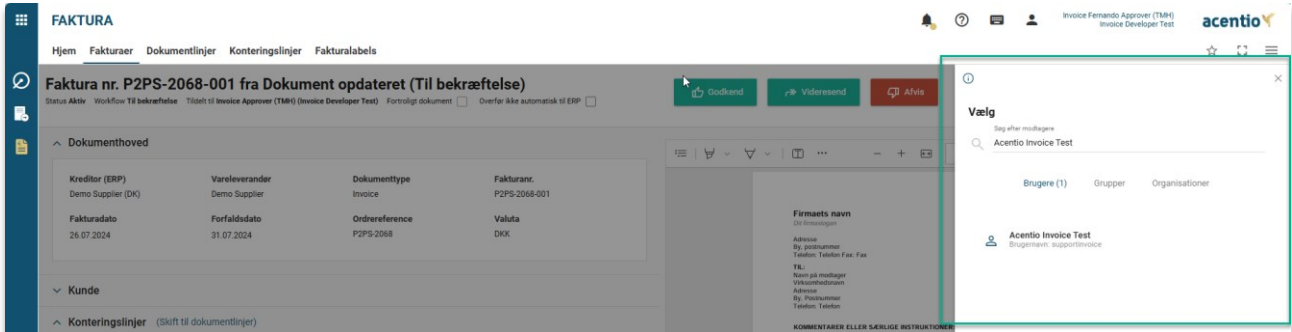 FAKTURA
Invoice Fernando Approver (TMH)
Invoice Developer Test
acentio
Hjem Fakturaer Dokumentlinjer Konteringslinjer Fakturalabels
Faktura nr. P2PS-2068-001 fra Dokument opdateret (Til bekræftelse)
Status Aktiv Workflow Til bekræftelse Tildelt til Invoice Approver (TMH) (Invoice Developer Test) Fortroligt dokument Overfør ikke automatisk til ERP
Godkend Videresend Afvis
Dokumenthoved
Kreditor (ERP) Vareleverandør Dokumenttype Fakturanr.
Demo Supplier (DK) Demo Supplier Invoice P2PS-2068-001
Fakturadato Forfaldsdato Ordrereference Valuta
26.07.2024 31.07.2024 P2PS-2068 DKK
Kunde
Konteringslinjer (Skift til dokumentlinjer)
Firmaets navn
Dit firmaslogan
Adresse
By, postnummer
Telefon: Telefon Fax: Fax
TIL:
Navn på modtager
Virksomhedsnavn
Adresse
By, Postnummer
Telefon: Telefon
KOMMENTARER ELLER SÆRLIGE INSTRUKTIONER:
Vælg
Søg efter modtagere
Acentio Invoice Test
Brugere (1) Grupper Organisationer
Acentio Invoice Test
Brugernavn: supportinvoice